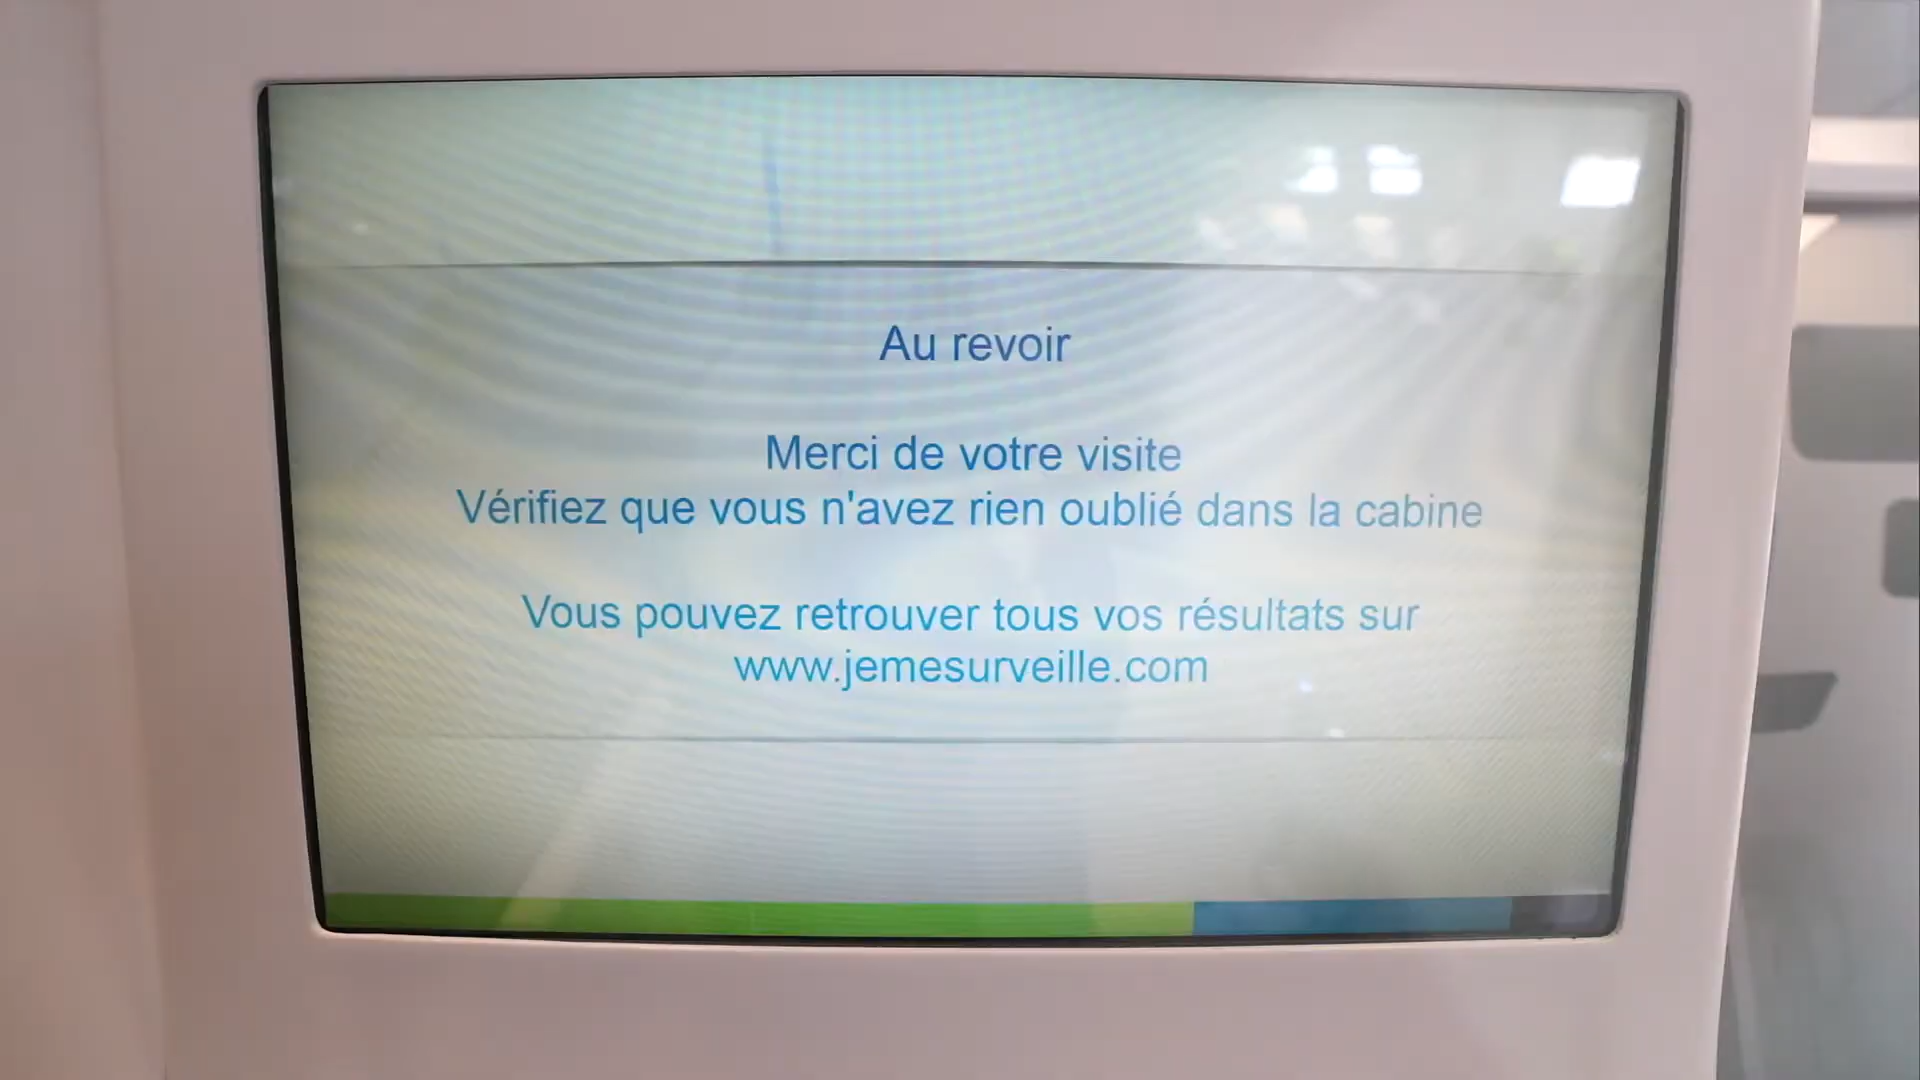 Au revoir
Merci de votre visite
Vérifiez que vous n'avez rien oublié dans la cabine
Vous pouvez retrouver tous vos résultats sur
www.jemesurveille.com